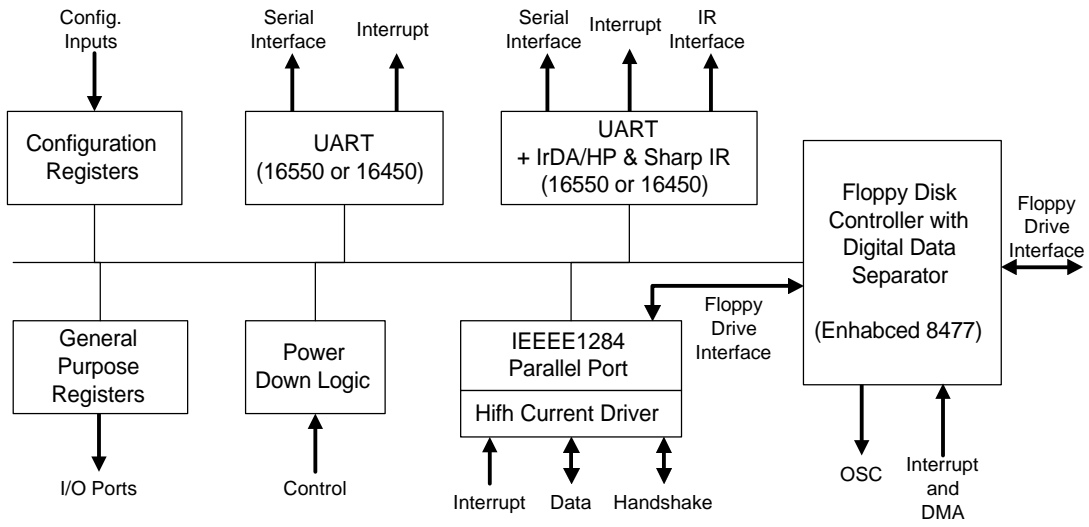 Config.
Inputs
Serial
Interface
Interrupt
Serial
Interface
Interrupt
IR
Interface
Configuration
Registers
UART
(16550 or 16450)
UART
+ IrDA/HP & Sharp IR
(16550 or 16450)
Floppy Disk
Controller with
Digital Data
Separator
(Enhabced 8477)
Floppy
Drive
Interface
General
Purpose
Registers
Power
Down Logic
IEEEE1284
Parallel Port
Hifh Current Driver
Floppy
Drive
Interface
I/O Ports
Control
Interrupt
Data
Handshake
OSC
Interrupt
and
DMA